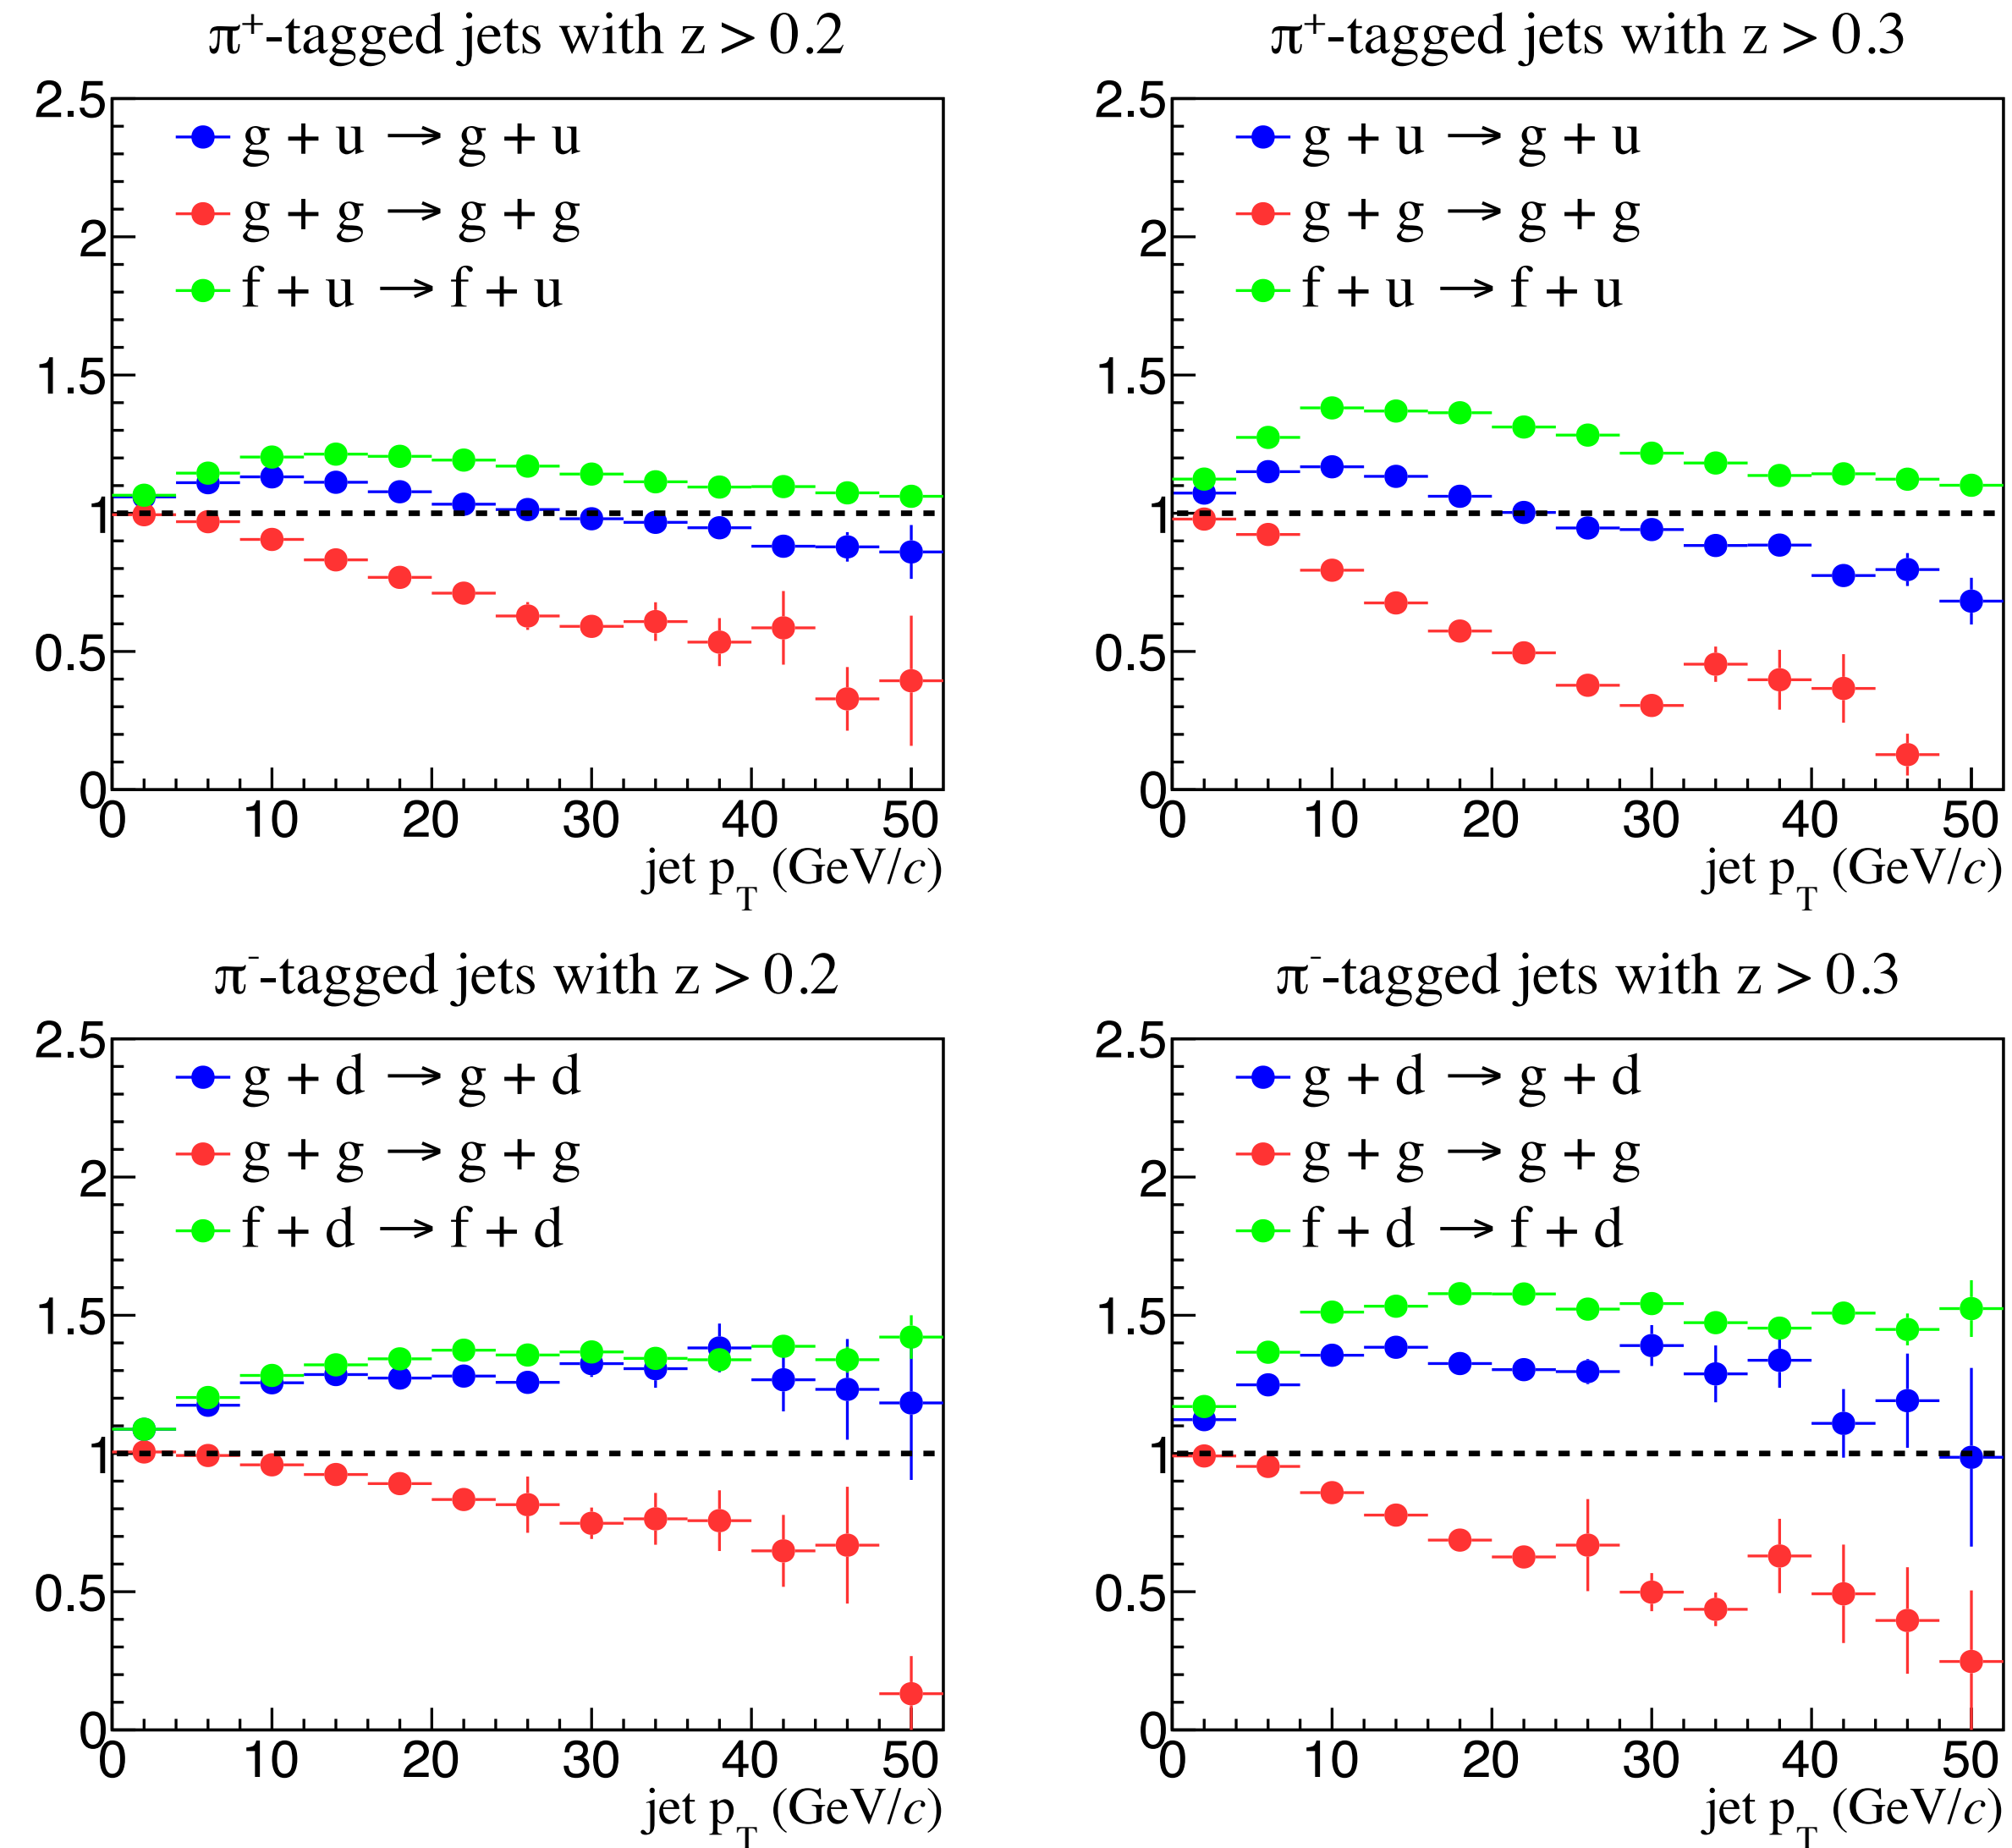 π+-tagged jets with z > 0.2
2.5
2
1.5
1
0.5
0
g + u → g + u
g + g → g + g
f + u → f + u
0 10 20 30 40 50
jet pT (GeV/c)
π+-tagged jets with z > 0.3
2.5
2
1.5
1
0.5
0
g + u → g + u
g + g → g + g
f + u → f + u
0 10 20 30 40 50
jet pT (GeV/c)
π--tagged jets with z > 0.2
2.5
2
1.5
1
0.5
0
g + d → g + d
g + g → g + g
f + d → f + d
0 10 20 30 40 50
jet pT (GeV/c)
π--tagged jets with z > 0.3
2.5
2
1.5
1
0.5
0
g + d → g + d
g + g → g + g
f + d → f + d
0 10 20 30 40 50
jet pT (GeV/c)